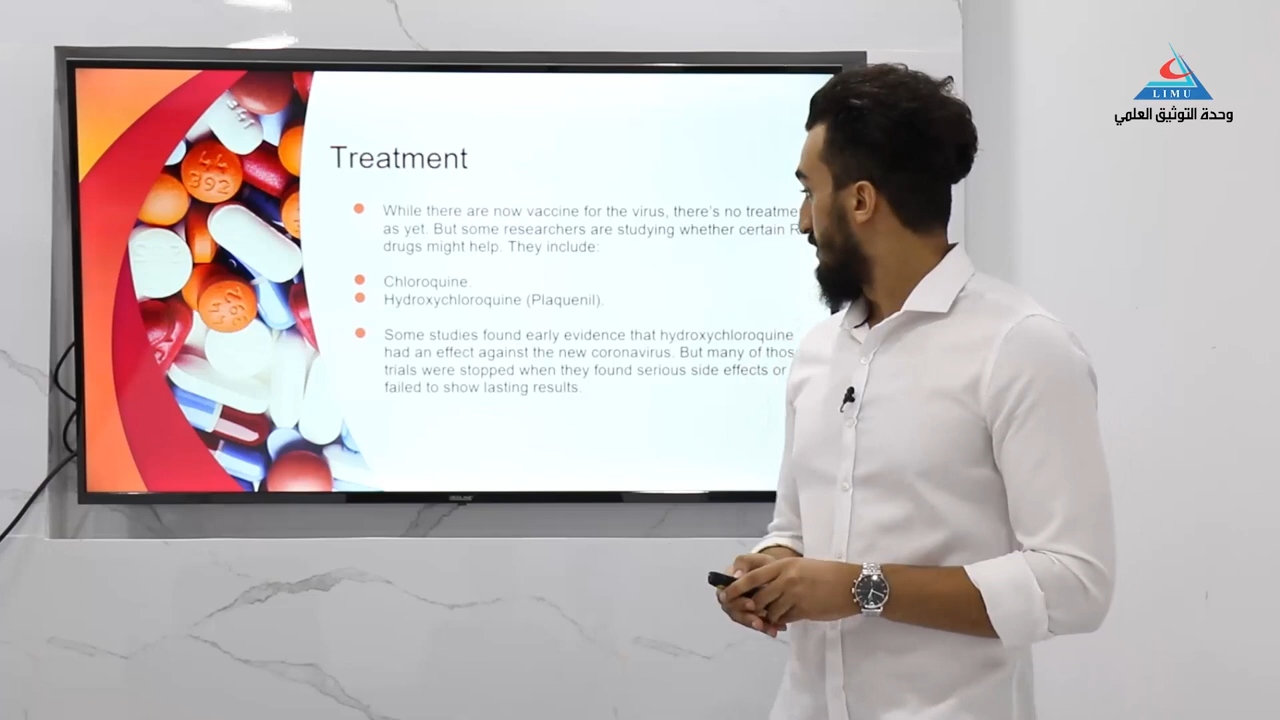 LIMU
وحدة التوثيق العلمي
Treatment
While there are now vaccine for the virus, there's no
as yet. But some researchers are studying whether certain
drugs might help. They include:
Chloroquine.
Hydroxychloroquine (Plaquenil).
Some studies found early evidence that hydroxychloroquine
had an effect against the new coronavirus. But many of
trials were stopped when they found serious side effects or
failed to show lasting results.
44
392